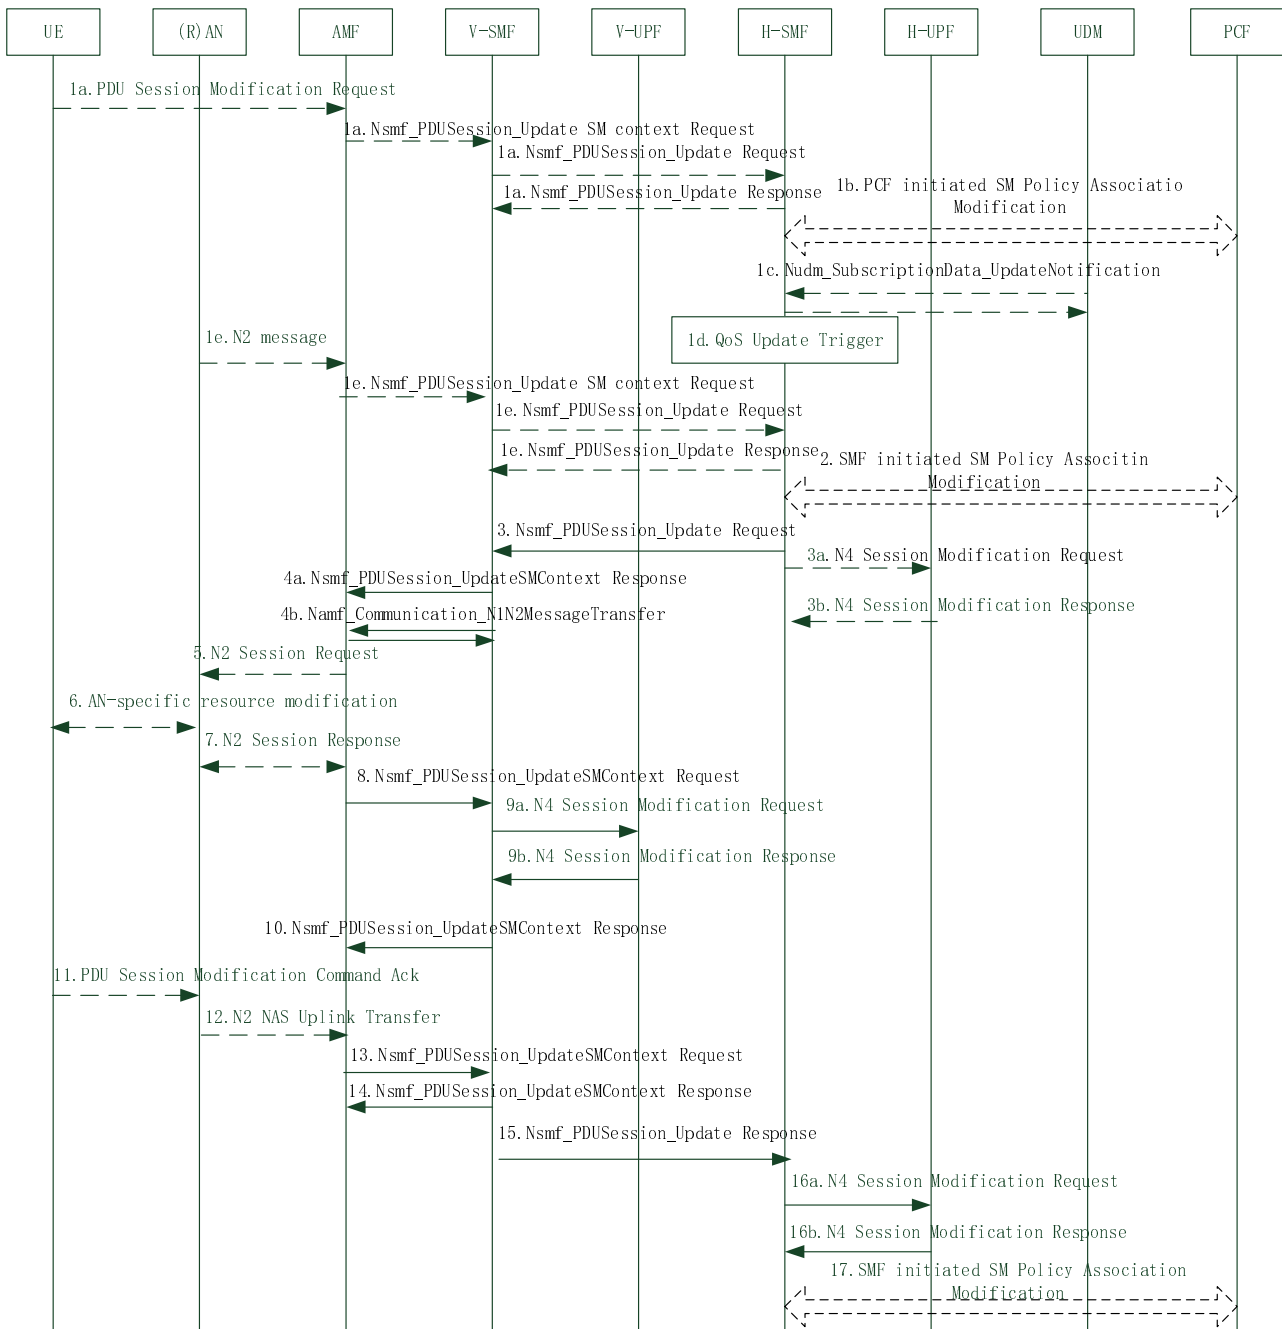 UE
(R)AN
AMF
V-SMF
V-UPF
H-SMF
H-UPF
UDM
PCF
1a.PDU Session Modification Request
1a.Nsmf_PDUSession_Update SM context Request
1a.Nsmf_PDUSession_Update Request
1a.Nsmf_PDUSession_Update Response
1b.PCF initiated SM Policy Associatio
Modification
1c.Nudm_SubscriptionData_UpdateNotification
1d.QoS Update Trigger
1e.N2 message
1e.Nsmf_PDUSession_Update SM context Request
1e.Nsmf_PDUSession_Update Request
1e.Nsmf_PDUSession_Update Response
2.SMF initiated SM Policy Associtin
Modification
3.Nsmf_PDUSession_Update Request
3a.N4 Session Modification Request
4a.Nsmf_PDUSession_UpdateSMContext Response
3b.N4 Session Modification Response
4b.Namf_Communication_N1N2MessageTransfer
5.N2 Session Request
6.AN-specific resource modification
7.N2 Session Response
8.Nsmf_PDUSession_UpdateSMContext Request
9a.N4 Session Modification Request
9b.N4 Session Modification Response
10.Nsmf_PDUSession_UpdateSMContext Response
11.PDU Session Modification Command Ack
12.N2 NAS Uplink Transfer
13.Nsmf_PDUSession_UpdateSMContext Request
14.Nsmf_PDUSession_UpdateSMContext Response
15.Nsmf_PDUSession_Update Response
16a.N4 Session Modification Request
16b.N4 Session Modification Response
17.SMF initiated SM Policy Association
Modification